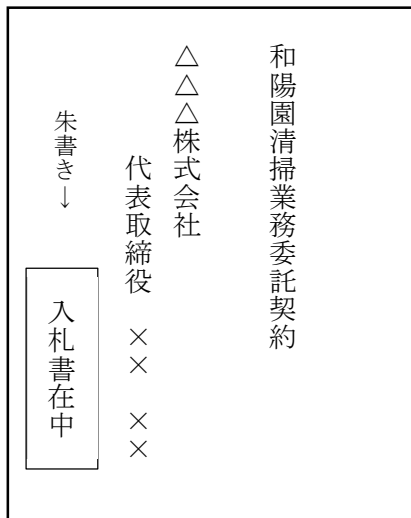 和陽園清掃業務委託契約
△△△株式会社
代表取締役　××　××
朱書き→
入札書在中